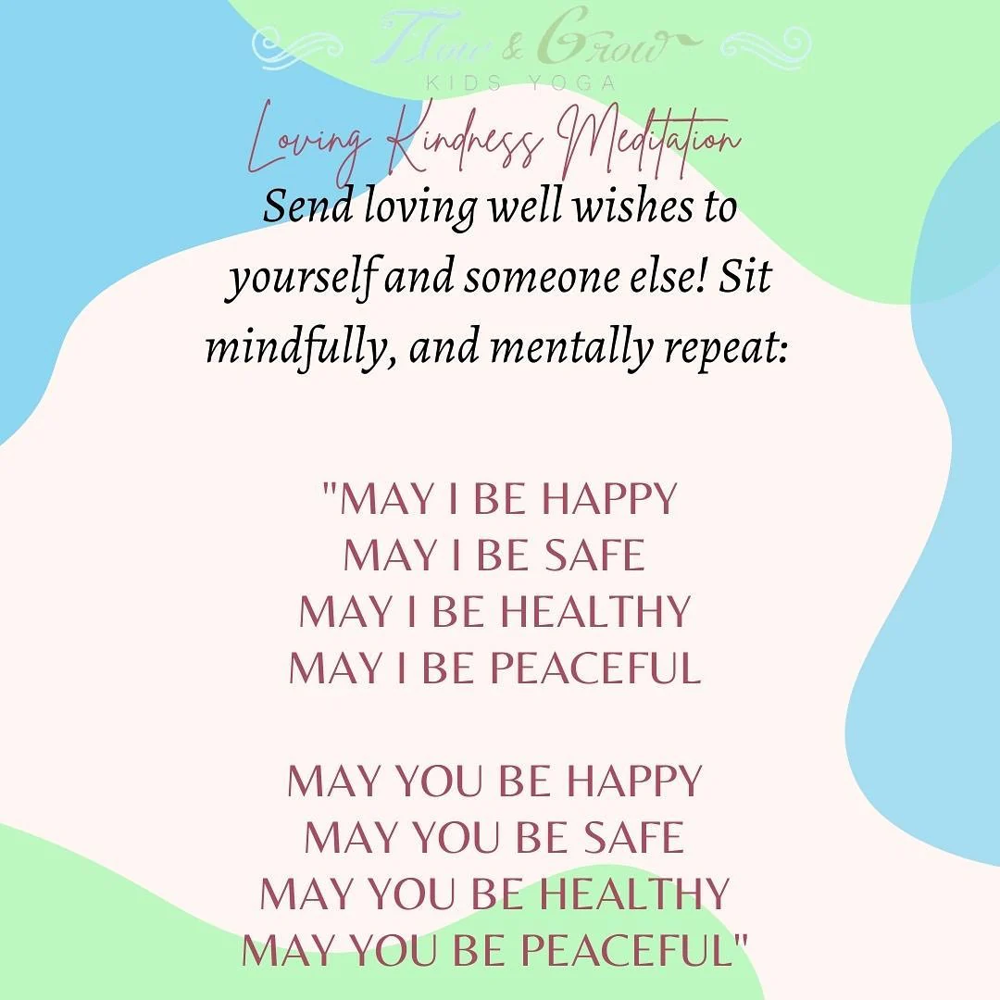 Flow & Grow
KIDS YOGA
Loving Kindness Meditation
Send loving well wishes to
yourself and someone else! Sit
mindfully, and mentally repeat:
"MAY I BE HAPPY
MAY I BE SAFE
MAY I BE HEALTHY
MAY I BE PEACEFUL
MAY YOU BE HAPPY
MAY YOU BE SAFE
MAY YOU BE HEALTHY
MAY YOU BE PEACEFUL"